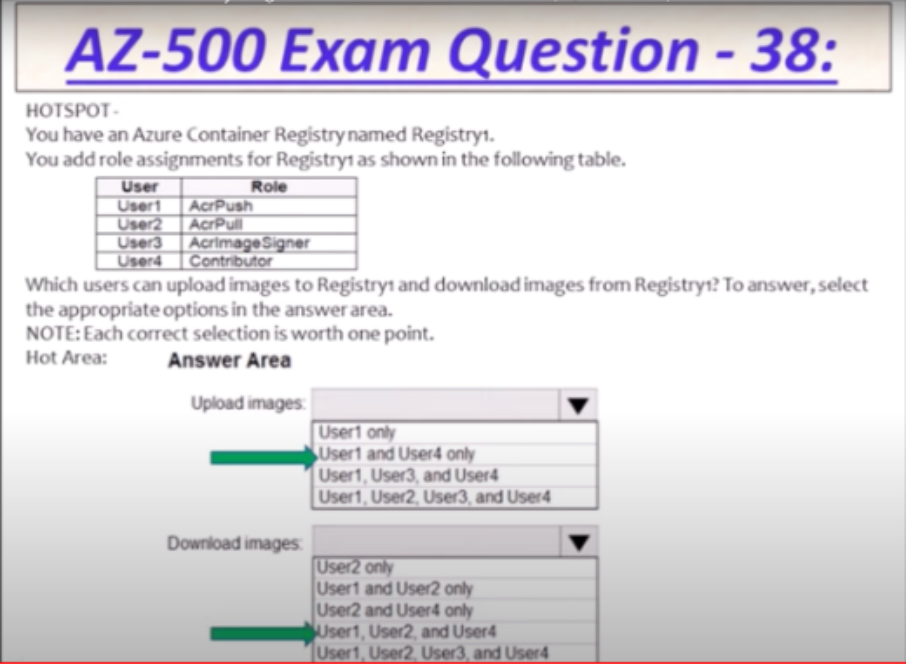 AZ-500 Exam Question - 38:
HOTSPOT -
You have an Azure Container Registry named Registry1.
You add role assignments for Registry1 as shown in the following table.
User Role
User1 AcrPush
User2 AcrPull
User3 AcrImageSigner
User4 Contributor
Which users can upload images to Registry1 and download images from Registry1? To answer, select
the appropriate options in the answer area.
NOTE: Each correct selection is worth one point.
Hot Area: Answer Area
Upload images:
User1 only
User1 and User4 only
User1, User3, and User4
User1, User2, User3, and User4
Download images:
User2 only
User1 and User2 only
User2 and User4 only
User1, User2, and User4
User1, User2, User3, and User4